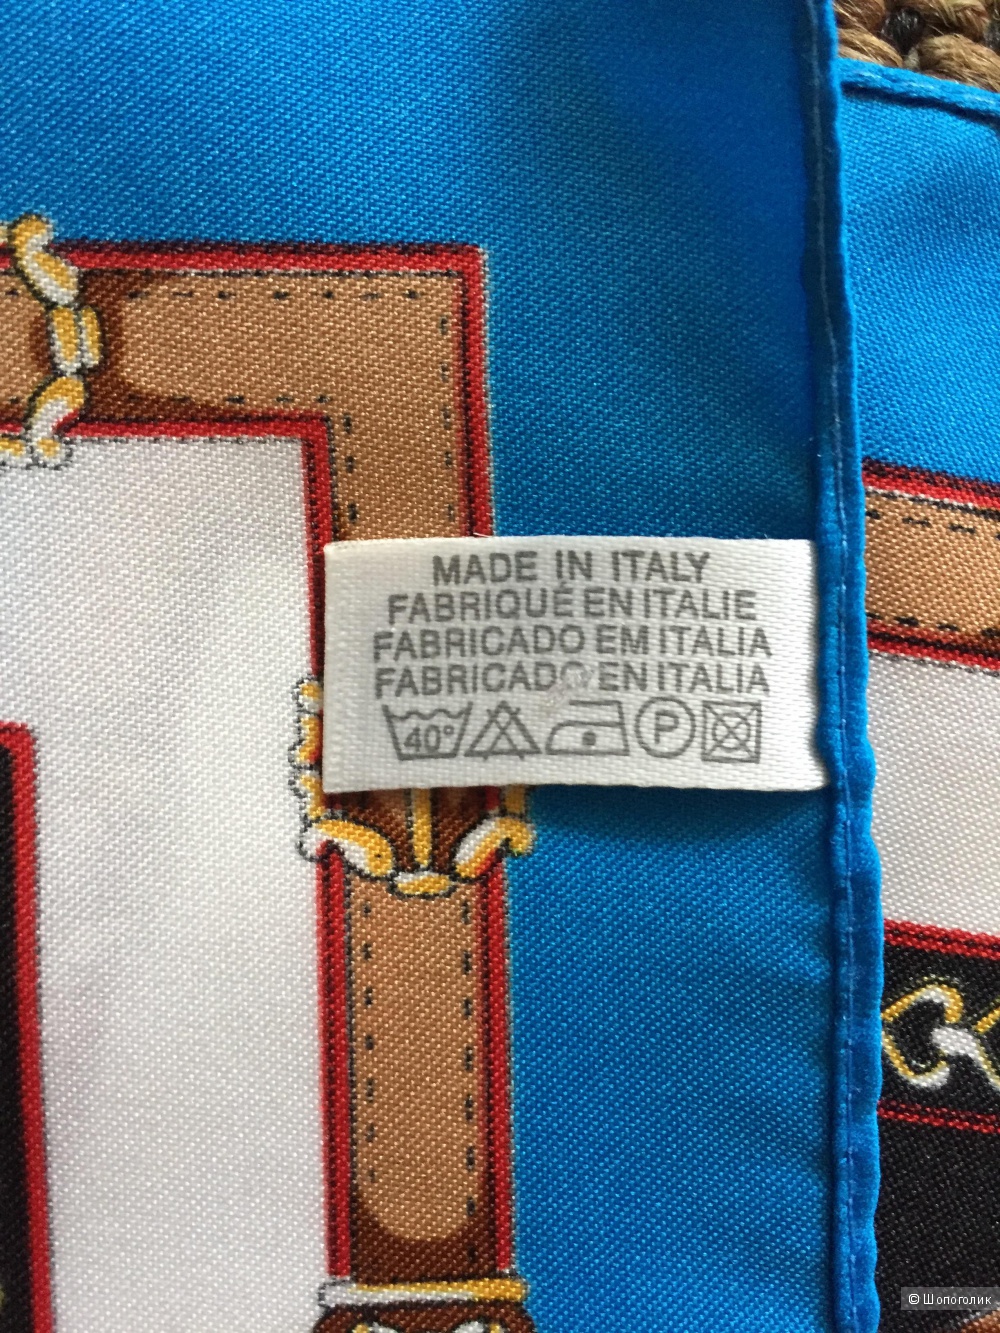 MADE IN ITALY
FABRIQUÉ EN ITALIE
FABRICADO EM ITALIA
FABRICADO EN ITALIA
40° P
© Шопоголик